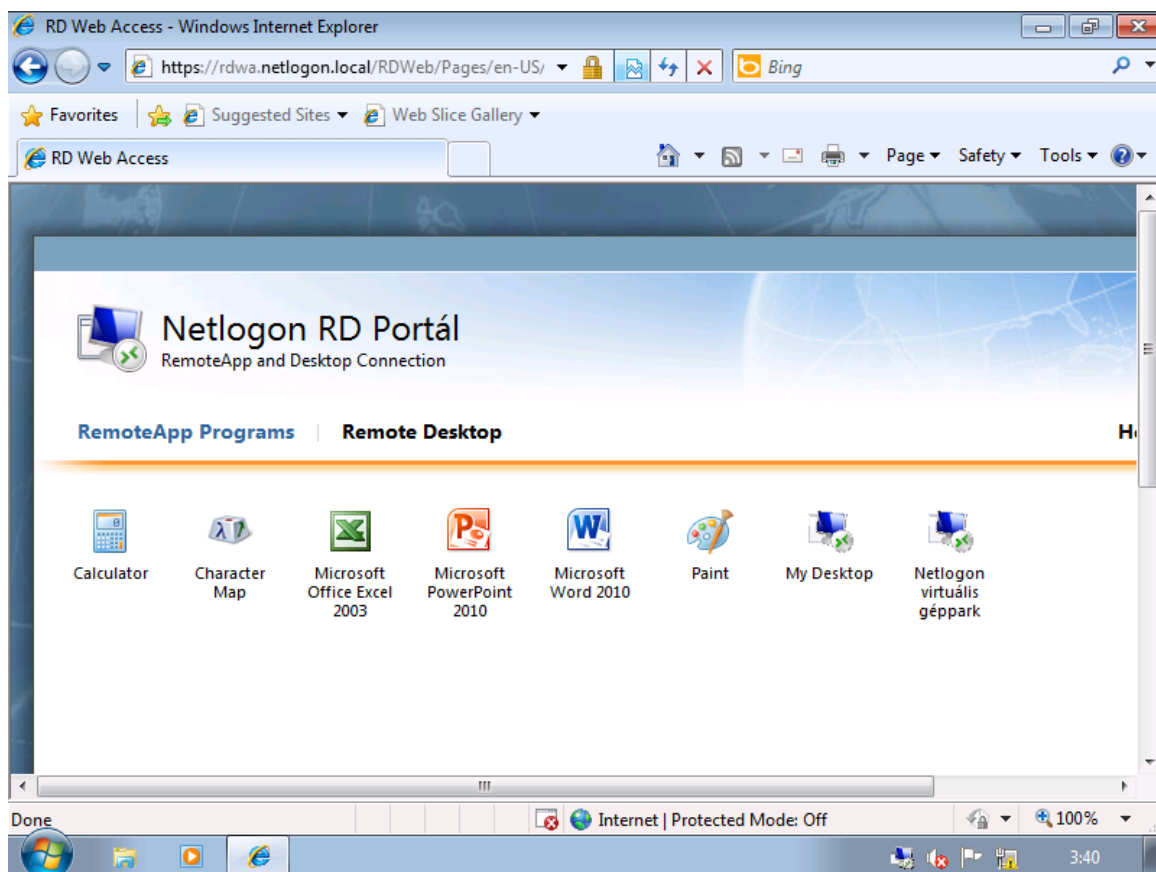 RD Web Access - Windows Internet Explorer
https://rdwa.netlogon.local/RDWeb/Pages/en-US/
Bing
Favorites
Suggested Sites
Web Slice Gallery
RD Web Access
Page
Safety
Tools
Netlogon RD Portál
RemoteApp and Desktop Connection
RemoteApp Programs
Remote Desktop
Calculator
Character
Map
Microsoft
Office Excel
2003
Microsoft
PowerPoint
2010
Microsoft
Word 2010
Paint
My Desktop
Netlogon
virtuális
géppark
Done
Internet | Protected Mode: Off
100%
3:40